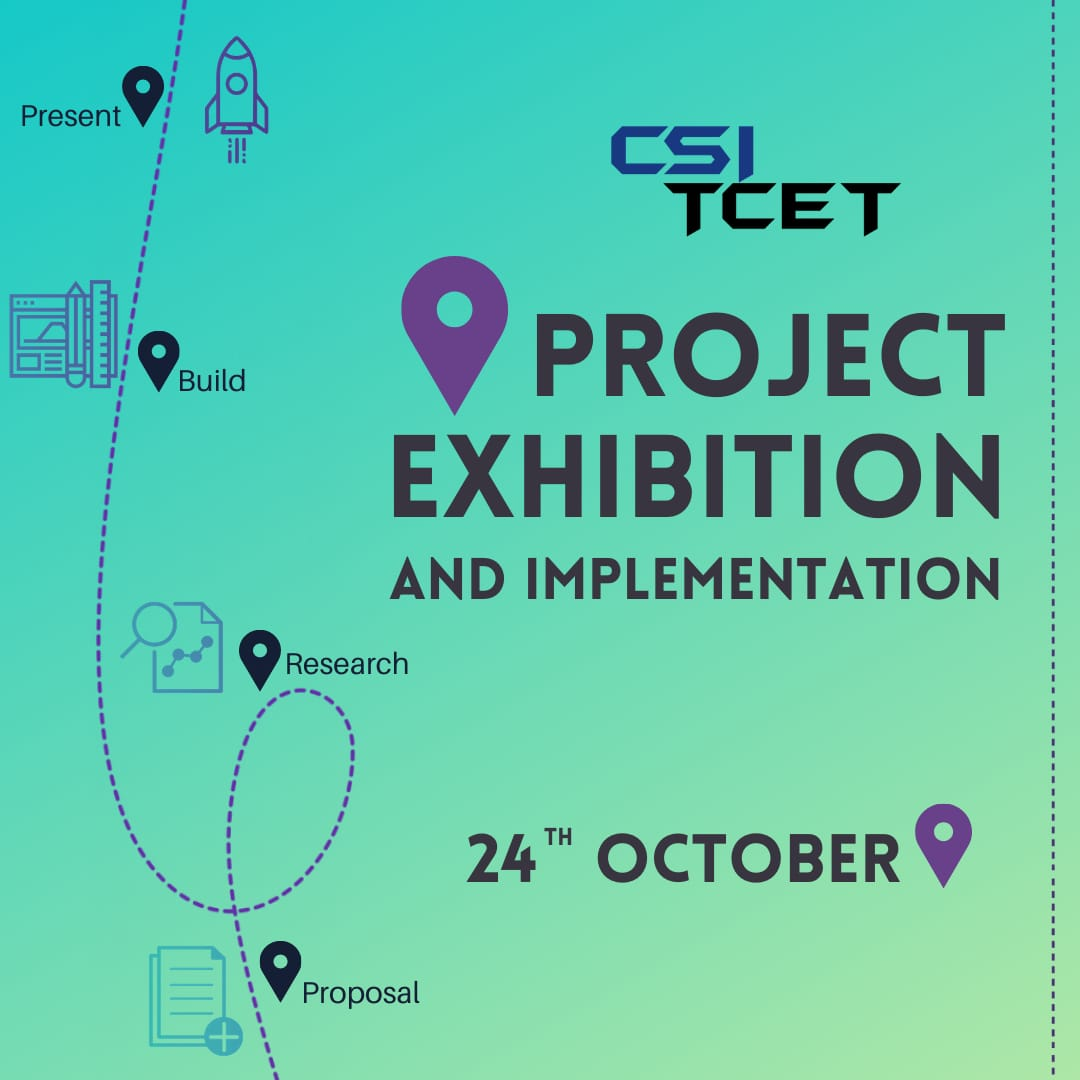 Present
CSI
TCET
PROJECT
EXHIBITION
AND IMPLEMENTATION
Build
Research
24TH OCTOBER
Proposal